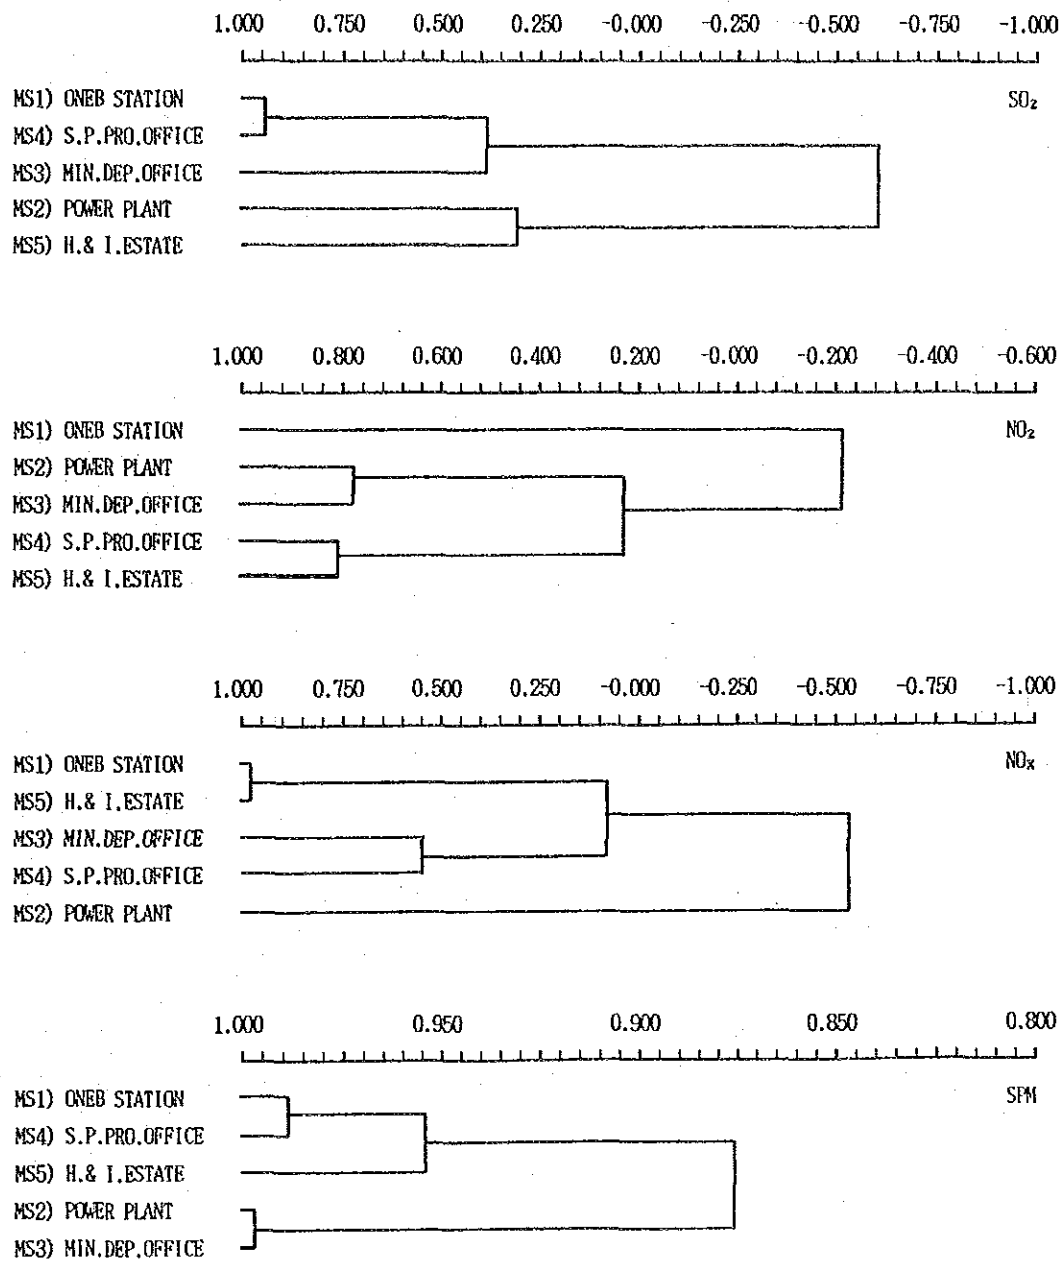 1.000 0.750 0.500 0.250 -0.000 -0.250 -0.500 -0.750 -1.000
SO₂
MS1) ONEB STATION
MS4) S.P.PRO.OFFICE
MS3) MIN.DEP.OFFICE
MS2) POWER PLANT
MS5) H.& I.ESTATE
1.000 0.800 0.600 0.400 0.200 -0.000 -0.200 -0.400 -0.600
NO₂
MS1) ONEB STATION
MS2) POWER PLANT
MS3) MIN.DEP.OFFICE
MS4) S.P.PRO.OFFICE
MS5) H.& I.ESTATE
1.000 0.750 0.500 0.250 -0.000 -0.250 -0.500 -0.750 -1.000
NOx
MS1) ONEB STATION
MS5) H.& I.ESTATE
MS3) MIN.DEP.OFFICE
MS4) S.P.PRO.OFFICE
MS2) POWER PLANT
1.000 0.950 0.900 0.850 0.800
SPM
MS1) ONEB STATION
MS4) S.P.PRO.OFFICE
MS5) H.& I.ESTATE
MS2) POWER PLANT
MS3) MIN.DEP.OFFICE